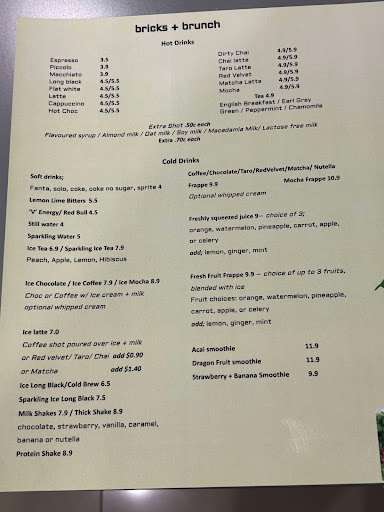 bricks + brunch
Hot Drinks
Espresso 3.5
Piccolo 3.9
Macchiato 3.9
Long black 4.5/5.5
Flat white 4.5/5.5
Latte 4.5/5.5
Cappuccino 4.5/5.5
Hot Choc 4.5/5.5
Dirty Chai 4.9/5.9
Chai latte 4.9/5.9
Taro Latte 4.9/5.9
Red Velvet 4.9/5.9
Matcha Latte 4.9/5.9
Mocha 4.9/5.9
Tea 4.9
English Breakfast / Earl Grey
Green / Peppermint / Chamomile
Extra Shot .50c each
Flavoured syrup / Almond milk / Oat milk / Soy milk / Macadamia Milk/ Lactose free milk
Extra .70c each
Cold Drinks
Soft drinks;
Fanta, solo, coke, coke no sugar, sprite 4
Lemon Lime Bitters 5.5
'V' Energy/ Red Bull 4.5
Still water 4
Sparkling Water 5
Ice Tea 6.9 / Sparkling Ice Tea 7.9
Peach, Apple, Lemon, Hibiscus
Ice Chocolate / Ice Coffee 7.9 / Ice Mocha 8.9
Choc or Coffee w/ Ice cream + milk
optional whipped cream
Ice latte 7.0
Coffee shot poured over ice + milk
or Red velvet/ Taro/ Chai add $0.90
or Matcha add $1.40
Ice Long Black/Cold Brew 6.5
Sparkling Ice Long Black 7.5
Milk Shakes 7.9 / Thick Shake 8.9
chocolate, strawberry, vanilla, caramel,
banana or nutella
Protein Shake 8.9
Coffee/Chocolate/Taro/RedVelvet/Matcha/ Nutella
Frappe 9.9 Mocha Frappe 10.9
Optional whipped cream
Freshly squeezed juice 9– choice of 3;
orange, watermelon, pineapple, carrot, apple,
or celery
add; lemon, ginger, mint
Fresh Fruit Frappe 9.9 – choice of up to 3 fruits,
blended with ice
Fruit choices: orange, watermelon, pineapple,
carrot, apple, or celery
add; lemon, ginger, mint
Acai smoothie 11.9
Dragon Fruit smoothie 11.9
Strawberry + Banana Smoothie 9.9